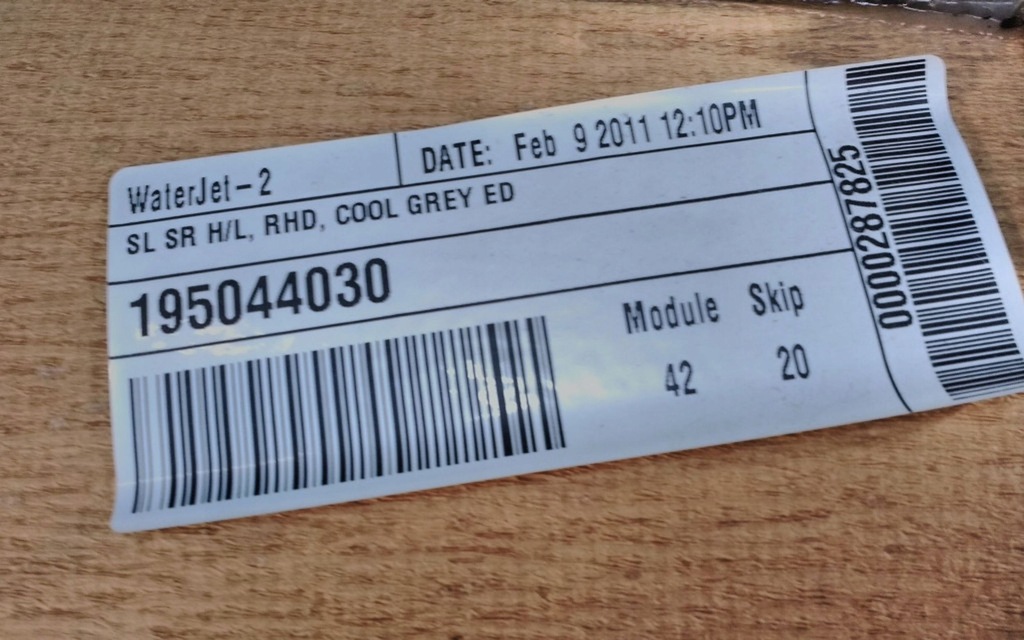 WaterJet-2
DATE: Feb 9 2011 12:10PM
SL SR H/L, RHD, COOL GREY ED
195044030
Module Skip
42 20
0000287825